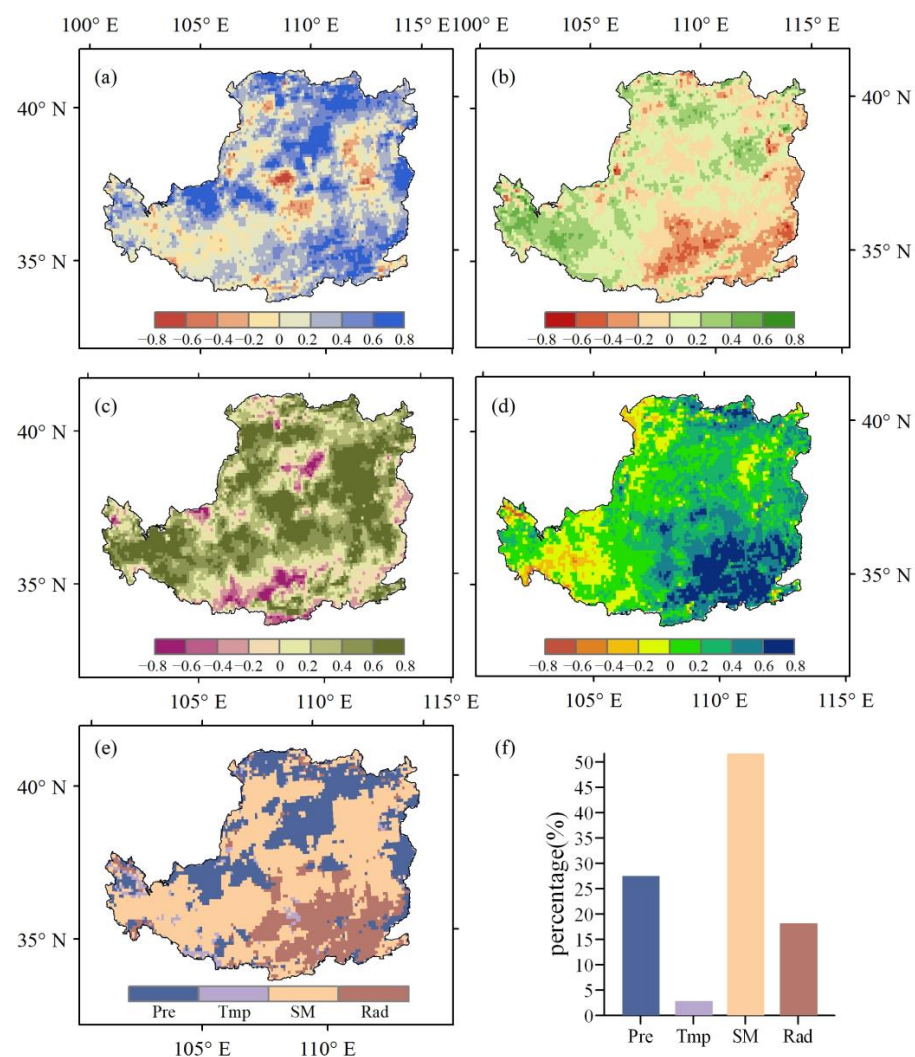 100° E 105° E 110° E 115° E 100° E 105° E 110° E 115° E
(a) (b)
40° N 40° N
35° N 35° N
−0.8 −0.6 −0.4 −0.2 0 0.2 0.4 0.6 0.8 −0.8 −0.6 −0.4 −0.2 0 0.2 0.4 0.6 0.8
(c) (d)
40° N 40° N
35° N 35° N
−0.8 −0.6 −0.4 −0.2 0 0.2 0.4 0.6 0.8 −0.8 −0.6 −0.4 −0.2 0 0.2 0.4 0.6 0.8
105° E 110° E 105° E 110° E 115° E
(e)
40° N
35° N
Pre Tmp SM Rad
105° E 110° E
(f)
percentage(%)
50
45
40
35
30
25
20
15
10
5
0
Pre Tmp SM Rad